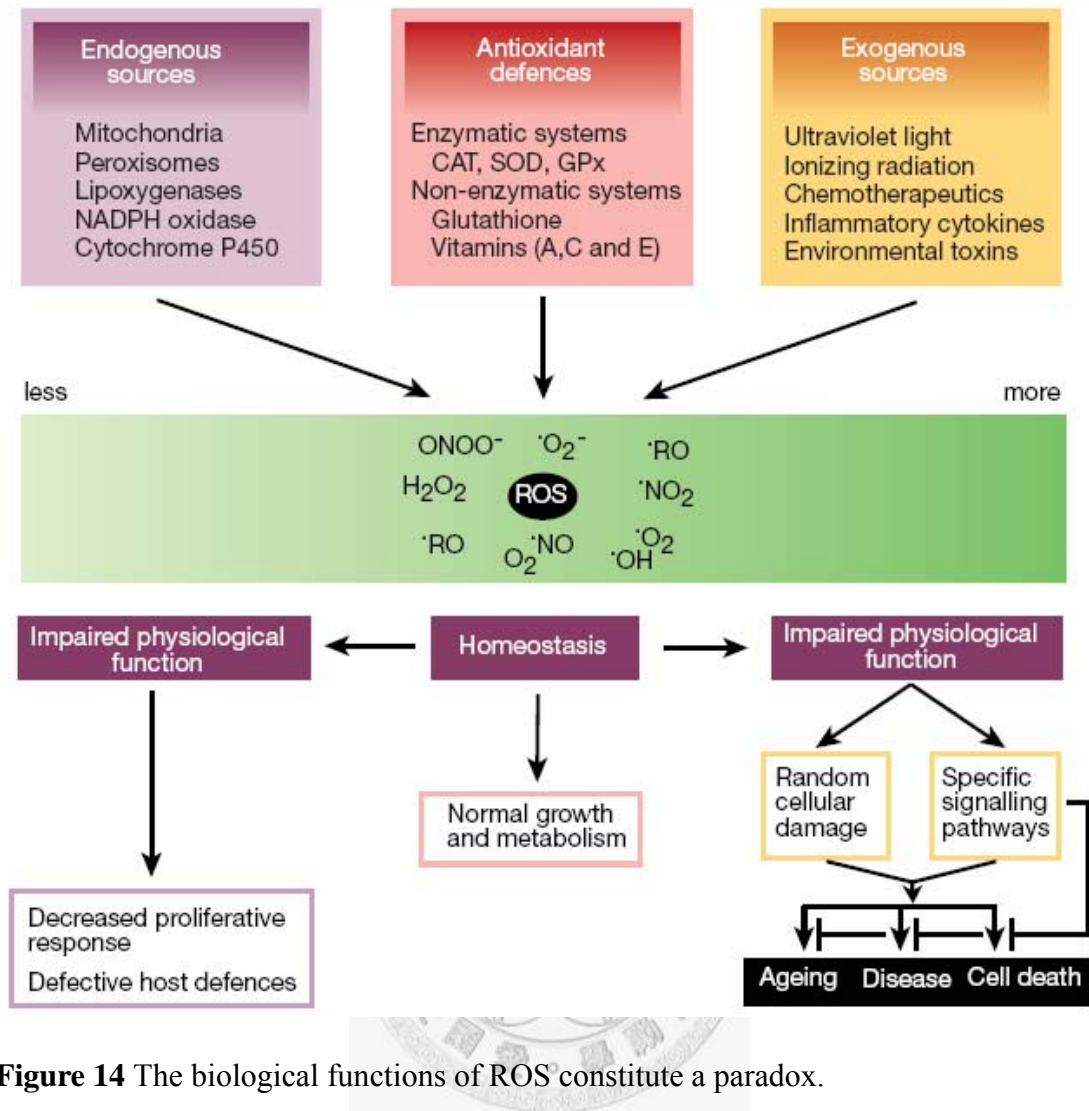 Endogenous
sources
Mitochondria
Peroxisomes
Lipoxygenases
NADPH oxidase
Cytochrome P450
Antioxidant
defences
Enzymatic systems
CAT, SOD, GPx
Non-enzymatic systems
Glutathione
Vitamins (A,C and E)
Exogenous
sources
Ultraviolet light
Ionizing radiation
Chemotherapeutics
Inflammatory cytokines
Environmental toxins
less
more
ONOO⁻ ·O₂⁻ ·RO
H₂O₂ ROS ·NO₂
·RO O₂ ·NO ·OH ·O₂
Impaired physiological
function
Homeostasis
Impaired physiological
function
Random
cellular
damage
Specific
signalling
pathways
Normal growth
and metabolism
Decreased proliferative
response
Defective host defences
Ageing Disease Cell death
Figure 14 The biological functions of ROS constitute a paradox.